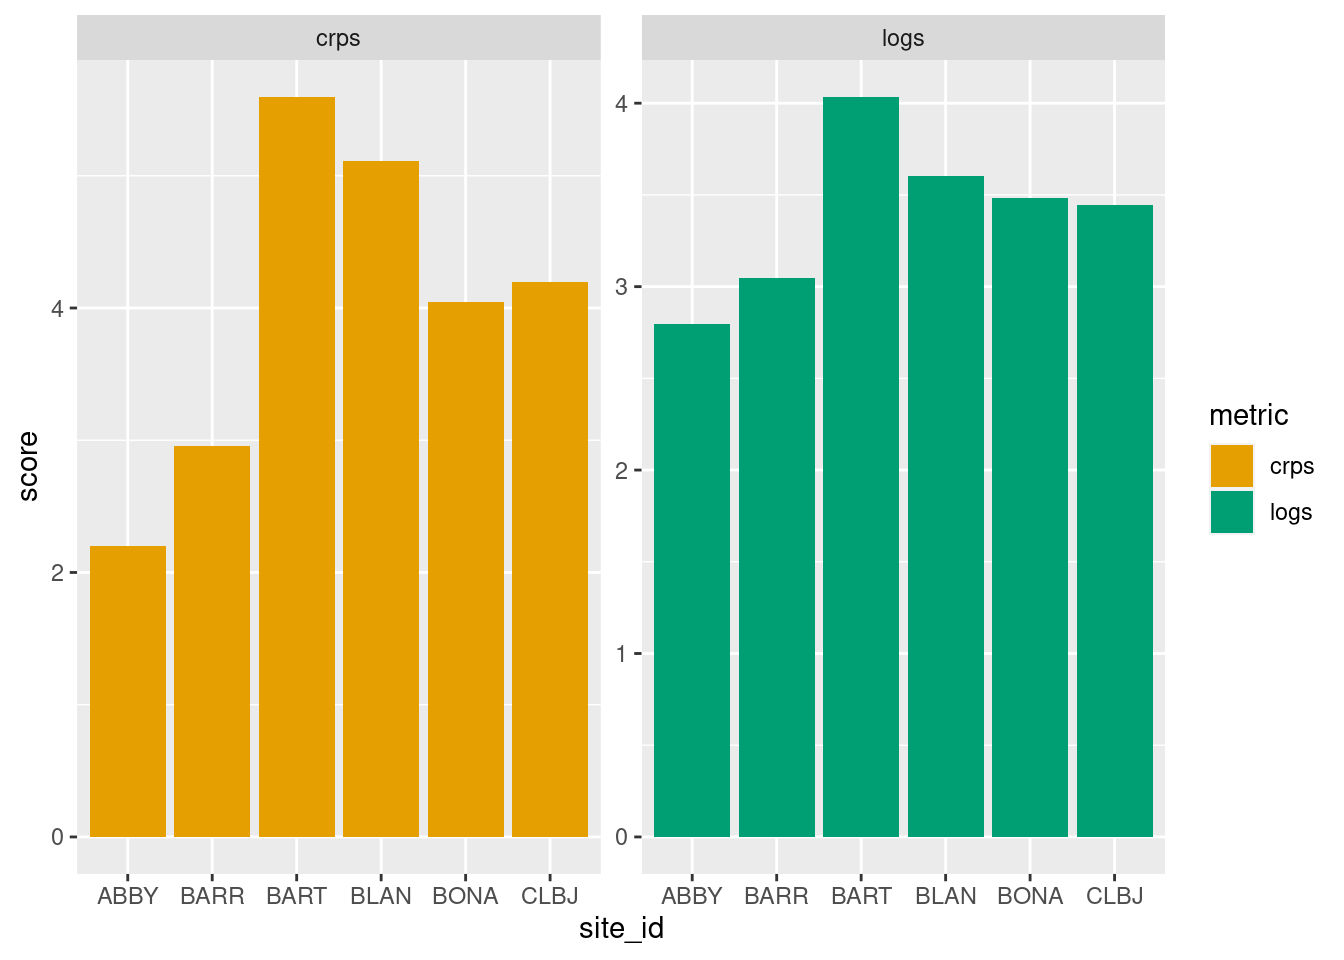 crps
logs
score
4
2
0
4
3
2
1
0
ABBY BARR BART BLAN BONA CLBJ
ABBY BARR BART BLAN BONA CLBJ
site_id
metric
crps
logs